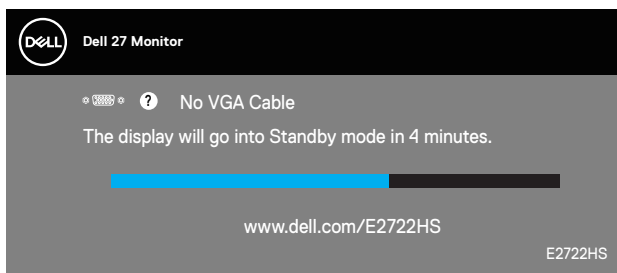 DELL
Dell 27 Monitor
? No VGA Cable
The display will go into Standby mode in 4 minutes.
www.dell.com/E2722HS
E2722HS